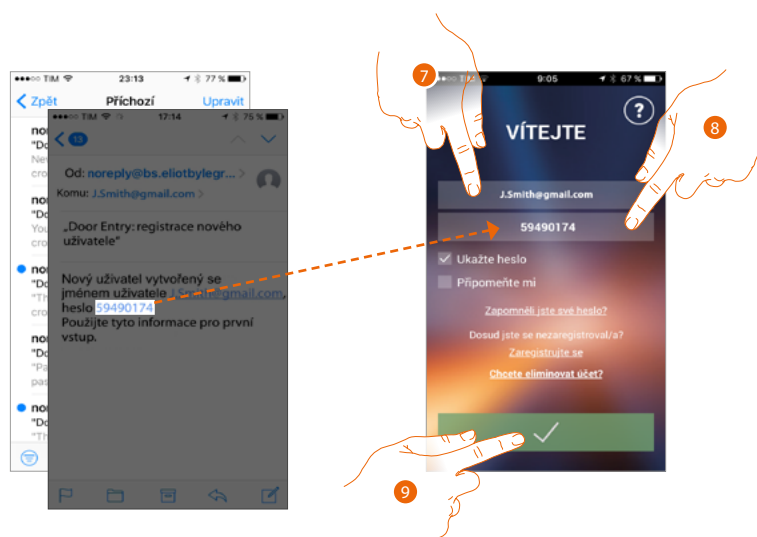 ●●●○○ TIM 23:13 77 %
Zpět Příchozí Upravit
●●●○○ TIM 17:14 75 %
13
Od: noreply@bs.eliotbylegr... >
Komu: J.Smith@gmail.com >
„Door Entry: registrace nového
uživatele"
Nový uživatel vytvořený se
jménem uživatele J.Smith@gmail.com,
heslo 59490174
Použijte tyto informace pro první
vstup.
7
TIM 9:05 67 %
?
VÍTEJTE
8
J.Smith@gmail.com
59490174
Ukažte heslo
Připomeňte mi
Zapomněli jste své heslo?
Dosud jste se nezaregistroval/a?
Zaregistrujte se
Chcete eliminovat účet?
9